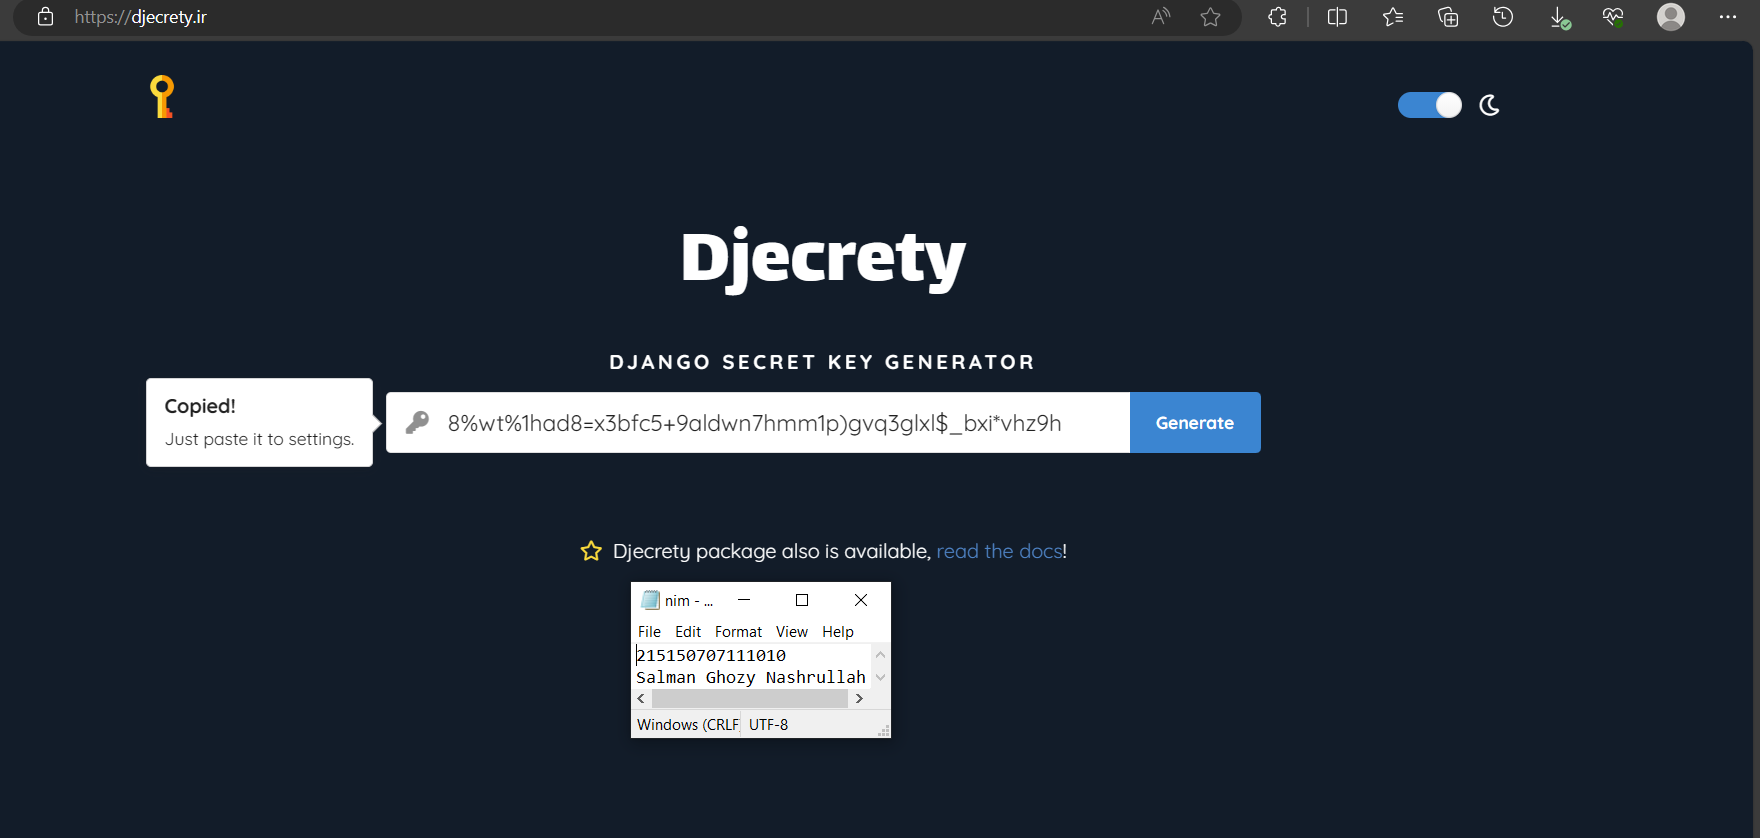 https://djecrety.ir
Djecrety
DJANGO SECRET KEY GENERATOR
Copied!
Just paste it to settings.
8%wt%1had8=x3bfc5+9aldwn7hmm1p)gvq3glxl$_bxi*vhz9h
Generate
Djecrety package also is available, read the docs!
nim - ...
File Edit Format View Help
215150707111010
Salman Ghozy Nashrullah
Windows (CRLF) UTF-8